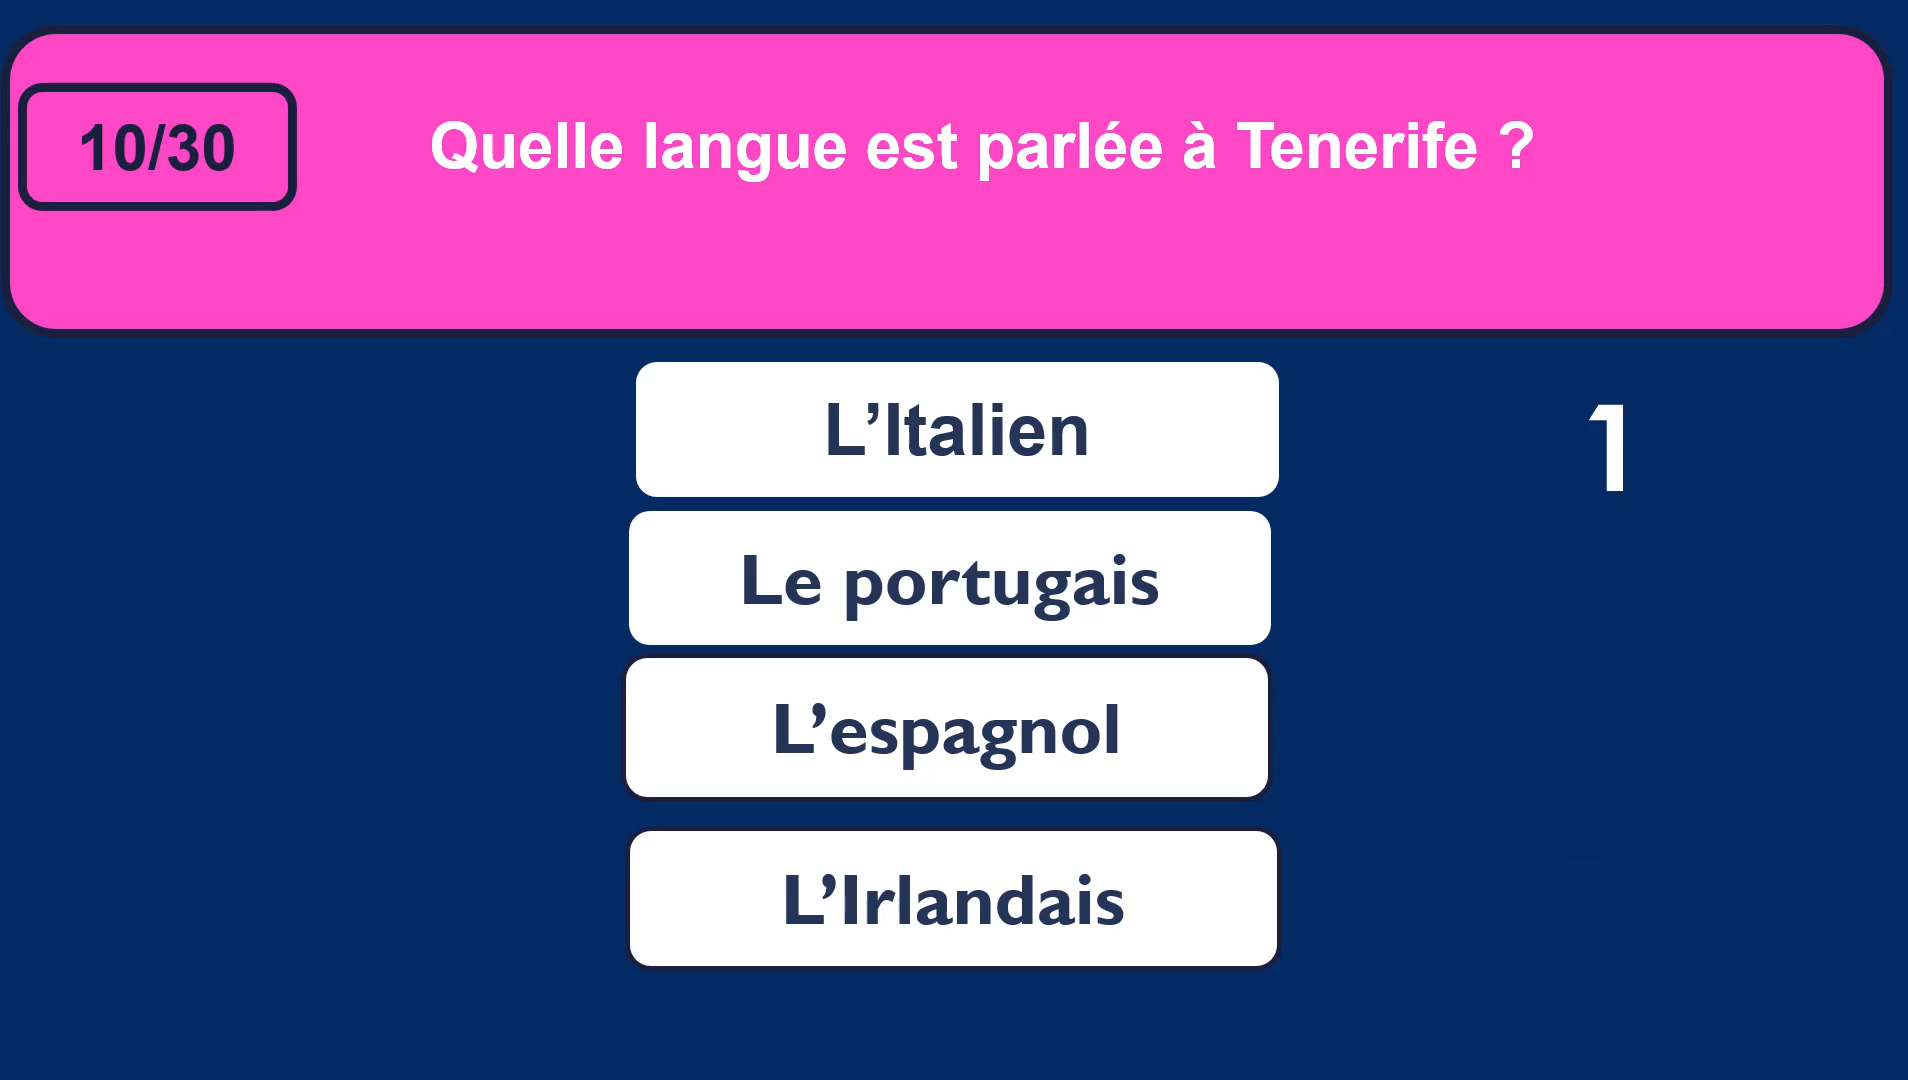 10/30
Quelle langue est parlée à Tenerife ?
L’Italien
1
Le portugais
L’espagnol
L’Irlandais